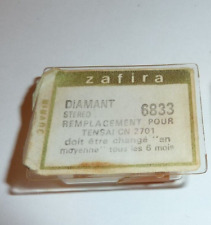 zafira
DIAMANT 6833
STEREO
REMPLACEMENT POUR
TENSAI CN 2701
doit être changé "en
moyenne" tous les 6 mois